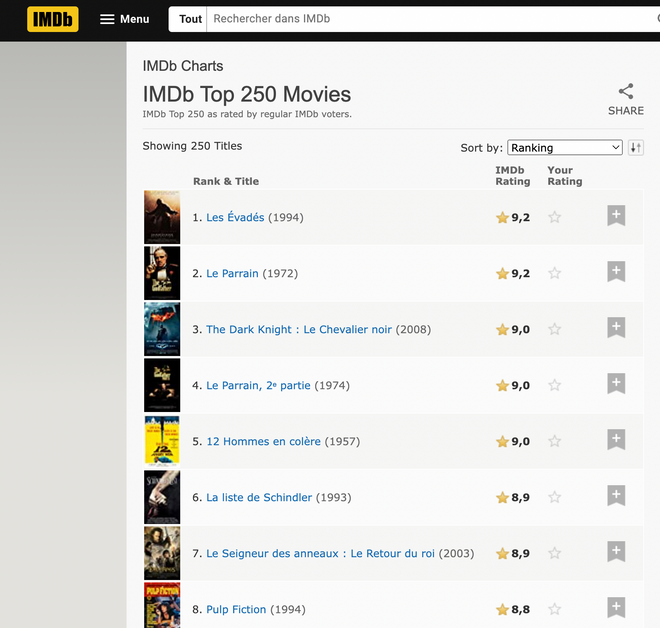 IMDb Menu Tout Rechercher dans IMDb
IMDb Charts
IMDb Top 250 Movies
IMDb Top 250 as rated by regular IMDb voters.
SHARE
Showing 250 Titles
Sort by: Ranking
Rank & Title
IMDb Rating
Your Rating
1. Les Évadés (1994) 9,2
2. Le Parrain (1972) 9,2
3. The Dark Knight : Le Chevalier noir (2008) 9,0
4. Le Parrain, 2ᵉ partie (1974) 9,0
5. 12 Hommes en colère (1957) 9,0
6. La liste de Schindler (1993) 8,9
7. Le Seigneur des anneaux : Le Retour du roi (2003) 8,9
PULP FICTION
8. Pulp Fiction (1994) 8,8